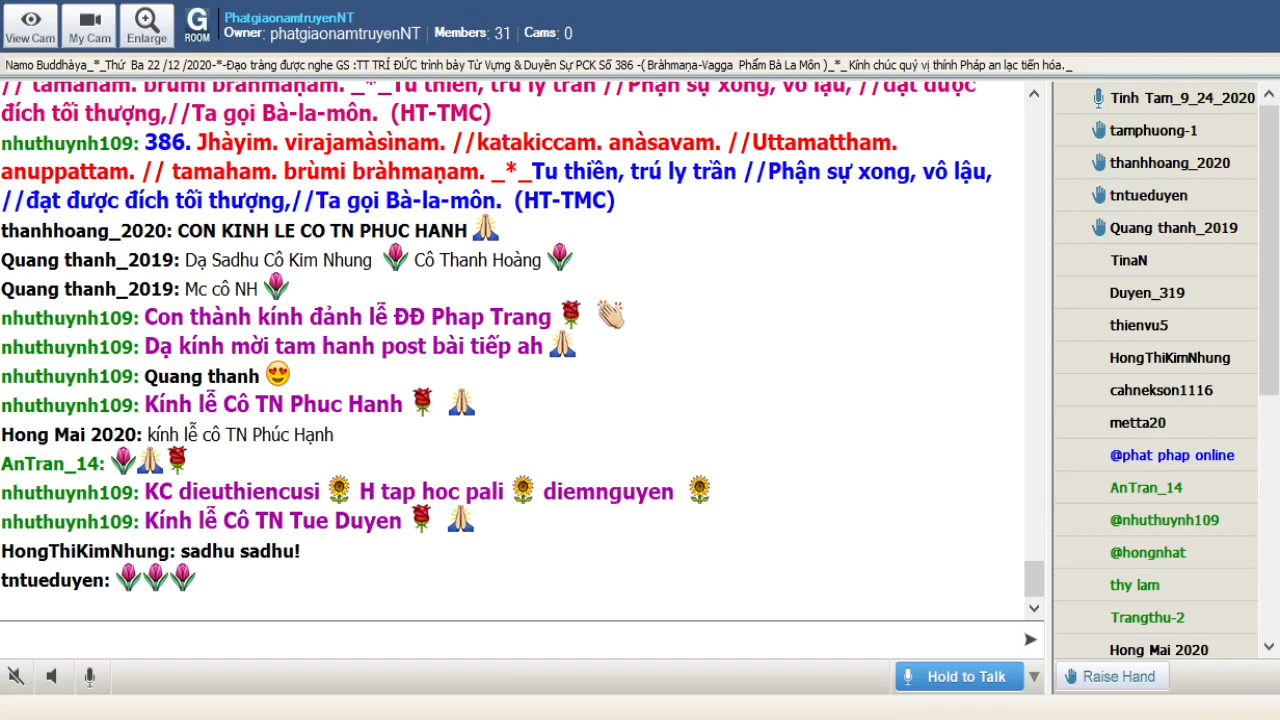 View Cam
My Cam
Enlarge
G
ROOM
PhatgiaonamtruyenNT
Owner: phatgiaonamtruyenNT | Members: 31 | Cams: 0
Namo Buddhàya_*_Thứ Ba 22 /12 /2020-*-Đạo tràng được nghe GS :TT TRÍ ĐỨC trình bày Từ Vựng & Duyên Sự PCK Số 386 -( Bràhmaṇa-Vagga Phẩm Bà La Môn )_*_ Kính chúc quý vị thính Pháp an lạc tiến hóa._
// tamaham. brùmi bràhmaṇam. _*_Tu thiền, trú ly trần //Phận sự xong, vô lậu, //đạt được
đích tối thượng,//Ta gọi Bà-la-môn. (HT-TMC)
nhuthuynh109: 386. Jhàyim. virajamàsìnam. //katakiccam. anàsavam. //Uttamattham.
anuppattam. // tamaham. brùmi bràhmaṇam. _*_Tu thiền, trú ly trần //Phận sự xong, vô lậu,
//đạt được đích tối thượng,//Ta gọi Bà-la-môn. (HT-TMC)
thanhhoang_2020: CON KINH LE CO TN PHUC HANH
Quang thanh_2019: Dạ Sadhu Cô Kim Nhung Cô Thanh Hoàng
Quang thanh_2019: Mc cô NH
nhuthuynh109: Con thành kính đảnh lễ ĐĐ Phap Trang
nhuthuynh109: Dạ kính mời tam hanh post bài tiếp ah
nhuthuynh109: Quang thanh
nhuthuynh109: Kính lễ Cô TN Phuc Hanh
Hong Mai 2020: kính lễ cô TN Phúc Hạnh
AnTran_14:
nhuthuynh109: KC dieuthiencusi H tap hoc pali diemnguyen
nhuthuynh109: Kính lễ Cô TN Tue Duyen
HongThiKimNhung: sadhu sadhu!
tntueduyen:
Hold to Talk
Tinh Tam_9_24_2020
tamphuong-1
thanhhoang_2020
tntueduyen
Quang thanh_2019
TinaN
Duyen_319
thienvu5
HongThiKimNhung
cahnekson1116
metta20
@phat phap online
AnTran_14
@nhuthuynh109
@hongnhat
thy lam
Trangthu-2
Hong Mai 2020
Raise Hand